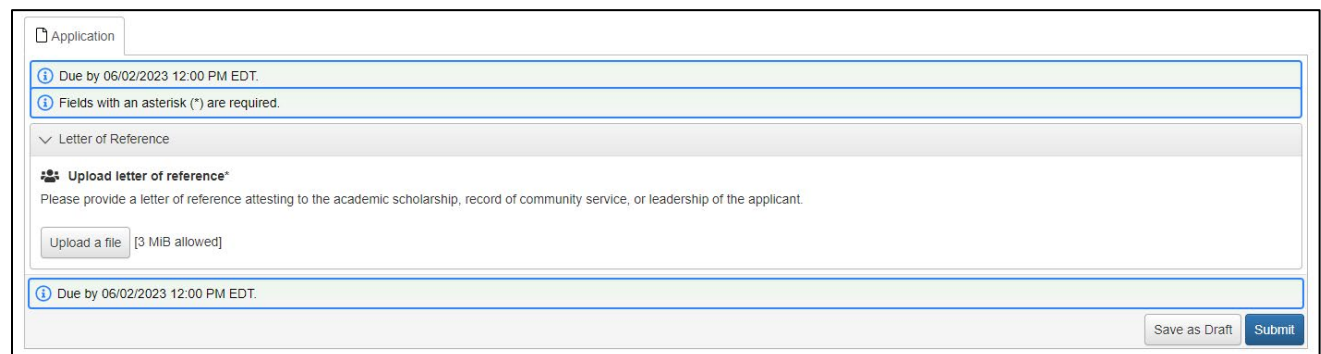 Application
Due by 06/02/2023 12:00 PM EDT.
Fields with an asterisk (*) are required.
Letter of Reference
Upload letter of reference*
Please provide a letter of reference attesting to the academic scholarship, record of community service, or leadership of the applicant.
Upload a file [3 MiB allowed]
Due by 06/02/2023 12:00 PM EDT.
Save as Draft Submit